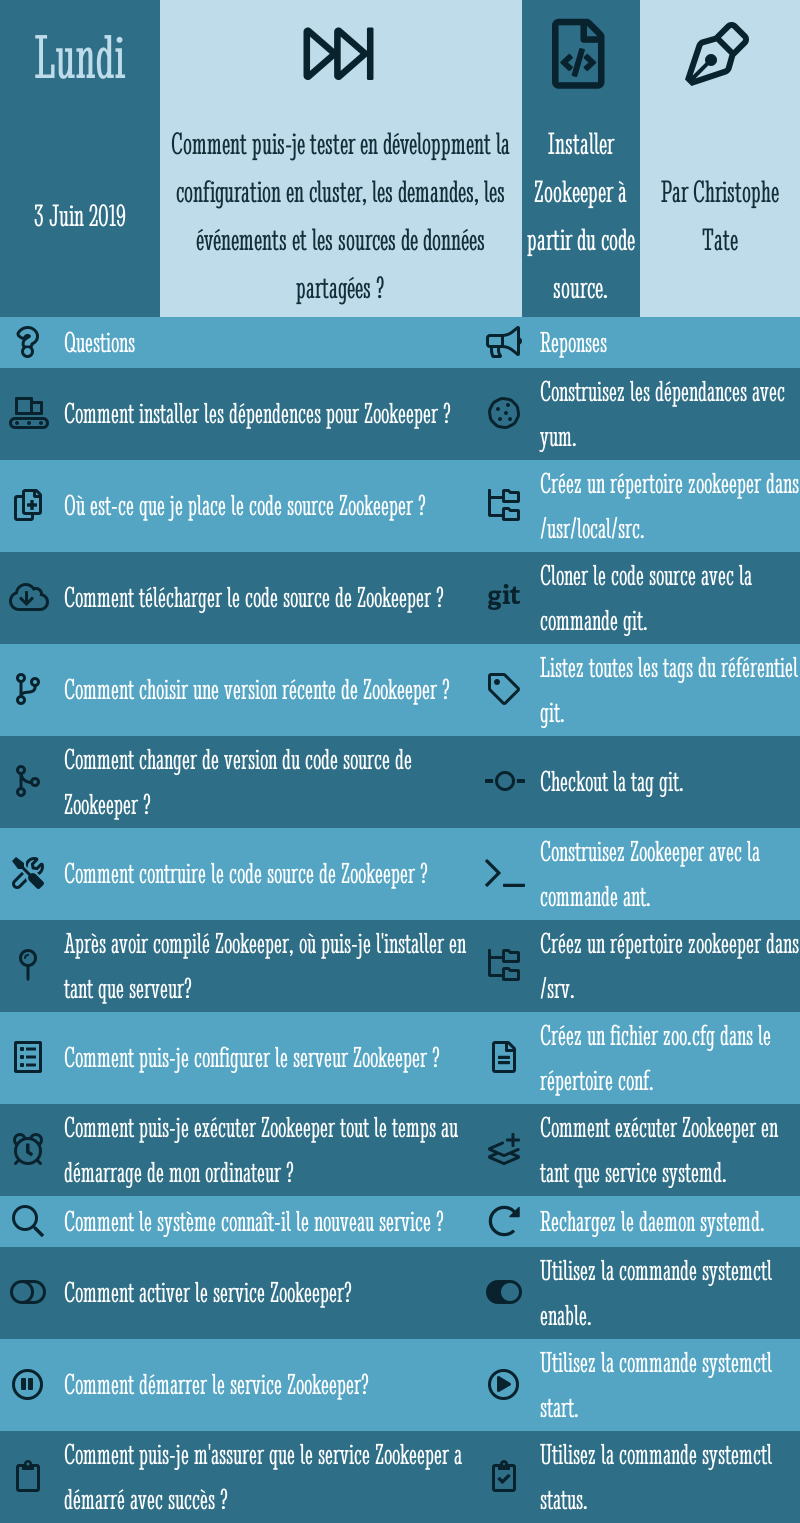 Lundi
3 Juin 2019
Comment puis-je tester en développment la
configuration en cluster, les demandes, les
événements et les sources de données
partagées ?
Installer
Zookeeper à
partir du code
source.
Par Christophe
Tate
Questions
Reponses
Comment installer les dépendences pour Zookeeper ?
Construisez les dépendances avec
yum.
Où est-ce que je place le code source Zookeeper ?
Créez un répertoire zookeeper dans
/usr/local/src.
Comment télécharger le code source de Zookeeper ?
git
Cloner le code source avec la
commande git.
Comment choisir une version récente de Zookeeper ?
Listez toutes les tags du référentiel
git.
Comment changer de version du code source de
Zookeeper ?
Checkout la tag git.
Comment contruire le code source de Zookeeper ?
Construisez Zookeeper avec la
commande ant.
Après avoir compilé Zookeeper, où puis-je l'installer en
tant que serveur?
Créez un répertoire zookeeper dans
/srv.
Comment puis-je configurer le serveur Zookeeper ?
Créez un fichier zoo.cfg dans le
répertoire conf.
Comment puis-je exécuter Zookeeper tout le temps au
démarrage de mon ordinateur ?
Comment exécuter Zookeeper en
tant que service systemd.
Comment le système connaît-il le nouveau service ?
Rechargez le daemon systemd.
Comment activer le service Zookeeper?
Utilisez la commande systemctl
enable.
Comment démarrer le service Zookeeper?
Utilisez la commande systemctl
start.
Comment puis-je m'assurer que le service Zookeeper a
démarré avec succès ?
Utilisez la commande systemctl
status.